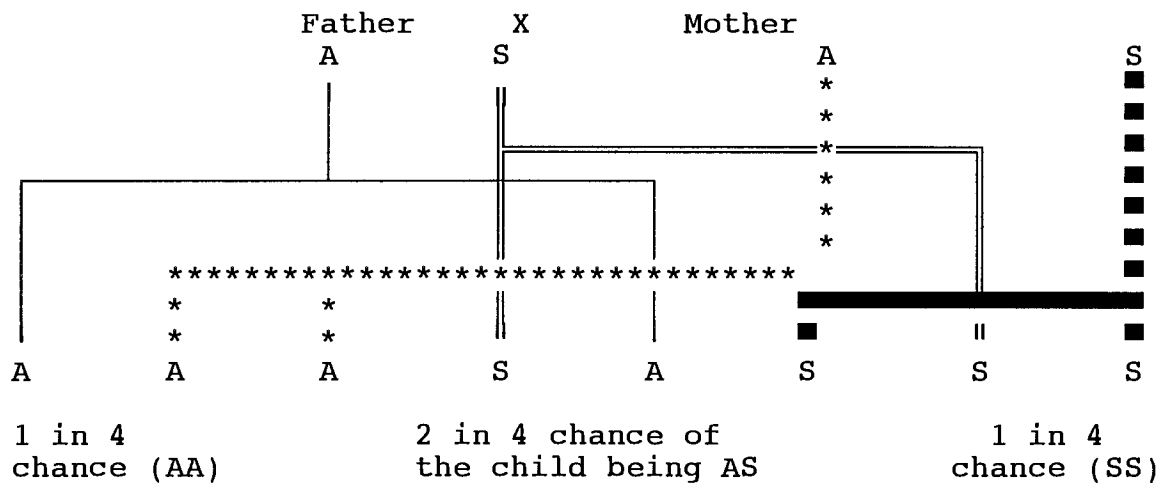 Father X Mother
A S A S
A A A S A S S S
1 in 4 2 in 4 chance of 1 in 4
chance (AA) the child being AS chance (SS)